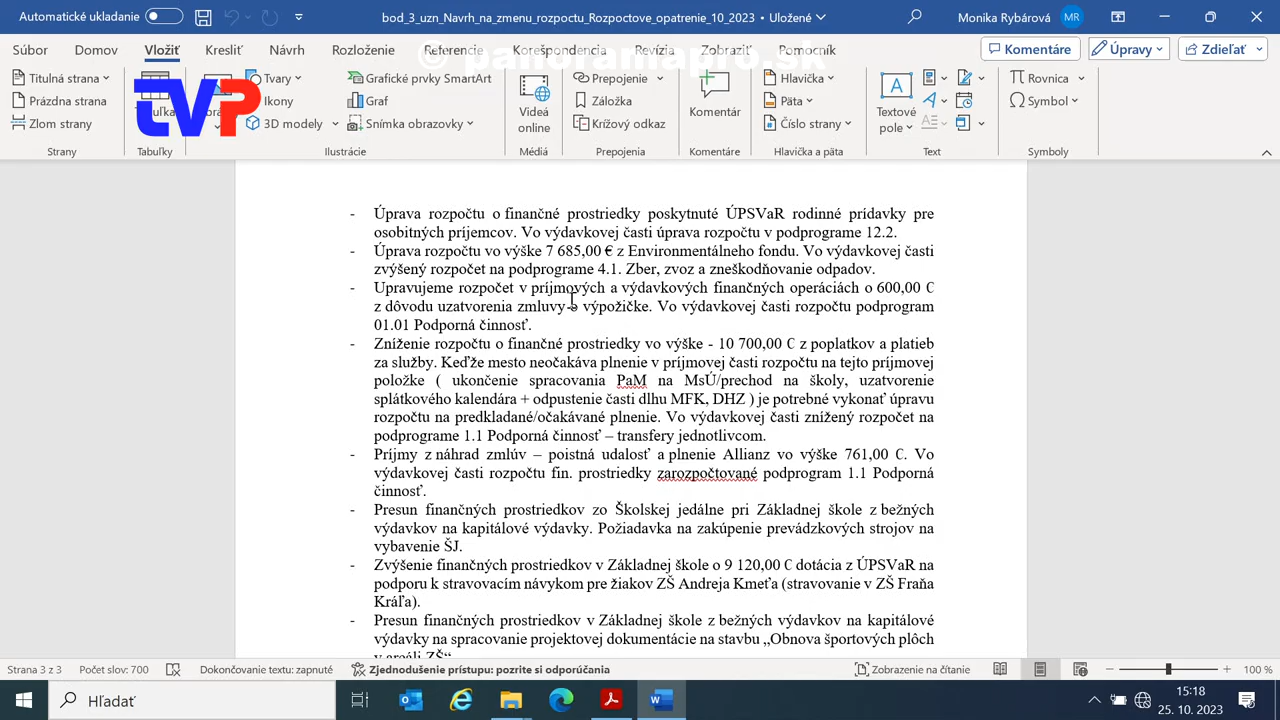 Automatické ukladanie
bod_3_uzn_Navrh_na_zmenu_rozpoctu_Rozpoctove_opatrenie_10_2023 • Uložené
Monika Rybárová MR
Súbor Domov Vložiť Kresliť Návrh Rozloženie Referencie Korešpondencia Revízia Zobraziť Pomocník
© panoramapro.sk
Komentáre Úpravy Zdieľať
Titulná strana
Prázdna strana
Zlom strany
TVP
Tvary
Ikony
3D modely
Grafické prvky SmartArt
Graf
Snímka obrazovky
Videá
online
Prepojenie
Záložka
Krížový odkaz
Komentár
Hlavička
Päta
Číslo strany
Textové
pole
Rovnica
Symbol
Strany Tabuľky Ilustrácie Médiá Prepojenia Komentáre Hlavička a päta Text Symboly
- Úprava rozpočtu o finančné prostriedky poskytnuté ÚPSVaR rodinné prídavky pre
osobitných príjemcov. Vo výdavkovej časti úprava rozpočtu v podprograme 12.2.
- Úprava rozpočtu vo výške 7 685,00 € z Environmentálneho fondu. Vo výdavkovej časti
zvýšený rozpočet na podprograme 4.1. Zber, zvoz a zneškodňovanie odpadov.
- Upravujeme rozpočet v príjmových a výdavkových finančných operáciách o 600,00 €
z dôvodu uzatvorenia zmluvy o výpožičke. Vo výdavkovej časti rozpočtu podprogram
01.01 Podporná činnosť.
- Zníženie rozpočtu o finančné prostriedky vo výške - 10 700,00 € z poplatkov a platieb
za služby. Keďže mesto neočakáva plnenie v príjmovej časti rozpočtu na tejto príjmovej
položke ( ukončenie spracovania PaM na MsÚ/prechod na školy, uzatvorenie
splátkového kalendára + odpustenie časti dlhu MFK, DHZ ) je potrebné vykonať úpravu
rozpočtu na predkladané/očakávané plnenie. Vo výdavkovej časti znížený rozpočet na
podprograme 1.1 Podporná činnosť – transfery jednotlivcom.
- Príjmy z náhrad zmlúv – poistná udalosť a plnenie Allianz vo výške 761,00 €. Vo
výdavkovej časti rozpočtu fin. prostriedky zarozpočtované podprogram 1.1 Podporná
činnosť.
- Presun finančných prostriedkov zo Školskej jedálne pri Základnej škole z bežných
výdavkov na kapitálové výdavky. Požiadavka na zakúpenie prevádzkových strojov na
vybavenie ŠJ.
- Zvýšenie finančných prostriedkov v Základnej škole o 9 120,00 € dotácia z ÚPSVaR na
podporu k stravovacím návykom pre žiakov ZŠ Andreja Kmeťa (stravovanie v ZŠ Fraňa
Kráľa).
- Presun finančných prostriedkov v Základnej škole z bežných výdavkov na kapitálové
výdavky na spracovanie projektovej dokumentácie na stavbu „Obnova športových plôch
v areáli ZŠ“
Strana 3 z 3 Počet slov: 700 Dokončovanie textu: zapnuté Zjednodušenie prístupu: pozrite si odporúčania Zobrazenie na čítanie 100 %
Hľadať
15:18
25. 10. 2023